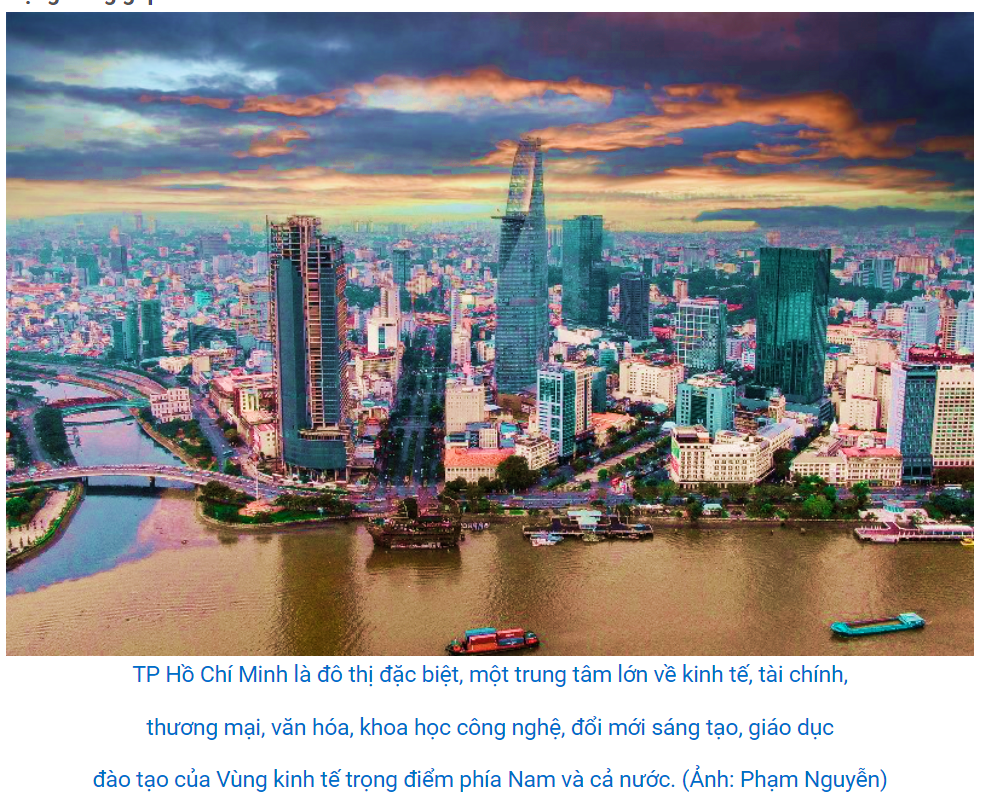 TP Hồ Chí Minh là đô thị đặc biệt, một trung tâm lớn về kinh tế, tài chính,
thương mại, văn hóa, khoa học công nghệ, đổi mới sáng tạo, giáo dục
đào tạo của Vùng kinh tế trọng điểm phía Nam và cả nước. (Ảnh: Phạm Nguyễn)